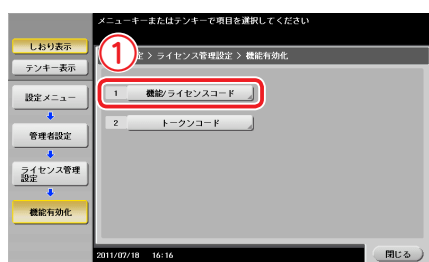 メニューキーまたはテンキーで項目を選択してください
しおり表示
テンキー表示
設定メニュー
管理者設定
ライセンス管理
設定
機能有効化
1
定 > ライセンス管理設定 > 機能有効化
1 機能/ライセンスコード
2 トークンコード
2011/07/18 16:16
閉じる